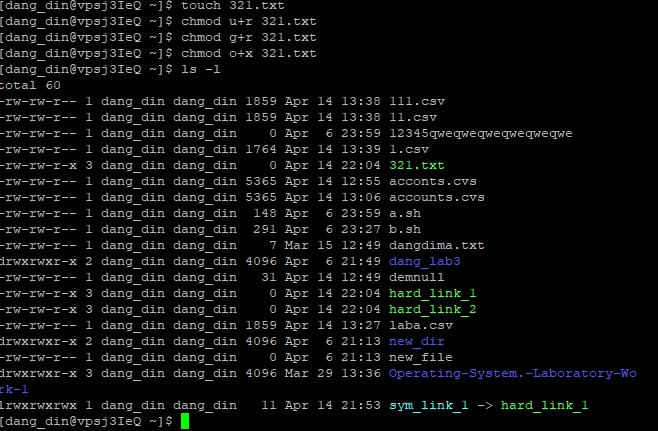 [dang_din@vpsj3IeQ ~]$ touch 321.txt
[dang_din@vpsj3IeQ ~]$ chmod u+r 321.txt
[dang_din@vpsj3IeQ ~]$ chmod g+r 321.txt
[dang_din@vpsj3IeQ ~]$ chmod o+x 321.txt
[dang_din@vpsj3IeQ ~]$ ls -l
total 60
-rw-rw-r-- 1 dang_din dang_din 1859 Apr 14 13:38 111.csv
-rw-rw-r-- 1 dang_din dang_din 1859 Apr 14 13:38 11.csv
-rw-rw-r-- 1 dang_din dang_din    0 Apr  6 23:59 12345qweqweqweqweqweqwe
-rw-rw-r-- 1 dang_din dang_din 1764 Apr 14 13:39 1.csv
-rw-rw-r-x 3 dang_din dang_din    0 Apr 14 22:04 321.txt
-rw-rw-r-- 1 dang_din dang_din 5365 Apr 14 12:55 acconts.cvs
-rw-rw-r-- 1 dang_din dang_din 5365 Apr 14 13:06 accounts.cvs
-rw-rw-r-- 1 dang_din dang_din  148 Apr  6 23:59 a.sh
-rw-rw-r-- 1 dang_din dang_din  291 Apr  6 23:27 b.sh
-rw-rw-r-- 1 dang_din dang_din    7 Mar 15 12:49 dangdima.txt
drwxrwxr-x 2 dang_din dang_din 4096 Apr  6 21:49 dang_lab3
-rw-rw-r-- 1 dang_din dang_din   31 Apr 14 12:49 demnull
-rw-rw-r-x 3 dang_din dang_din    0 Apr 14 22:04 hard_link_1
-rw-rw-r-x 3 dang_din dang_din    0 Apr 14 22:04 hard_link_2
-rw-rw-r-- 1 dang_din dang_din 1859 Apr 14 13:27 laba.csv
drwxrwxr-x 2 dang_din dang_din 4096 Apr  6 21:13 new_dir
-rw-rw-r-- 1 dang_din dang_din    0 Apr  6 21:13 new_file
drwxrwxr-x 3 dang_din dang_din 4096 Mar 29 13:36 Operating-System.-Laboratory-Wo
rk-1
lrwxrwxrwx 1 dang_din dang_din   11 Apr 14 21:53 sym_link_1 -> hard_link_1
[dang_din@vpsj3IeQ ~]$